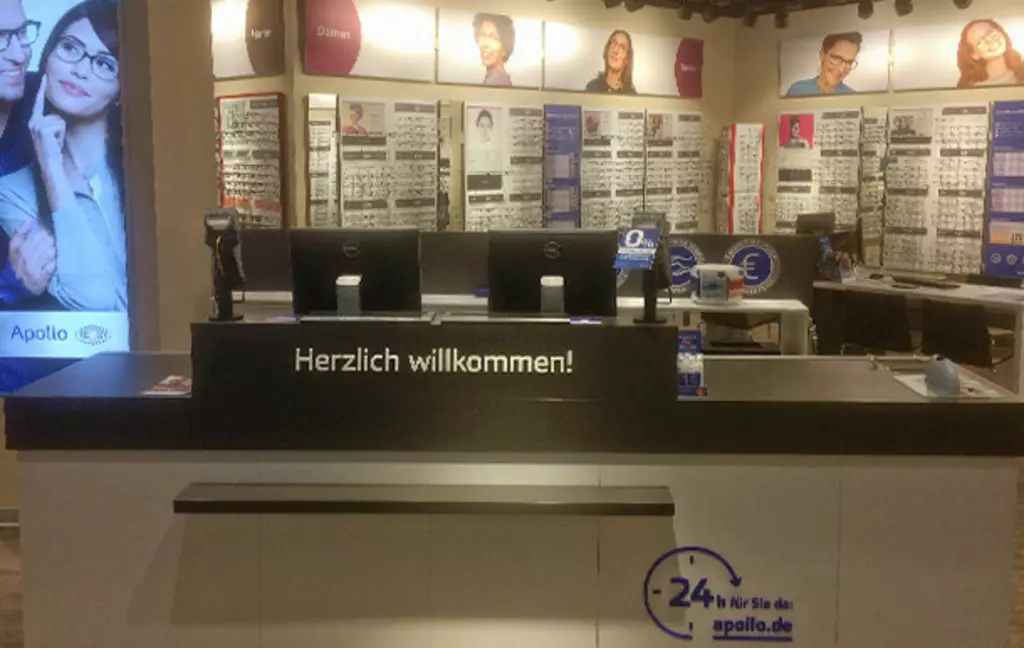 Damen
Apollo
0%
Herzlich willkommen!
€
24h für Sie da:
apollo.de